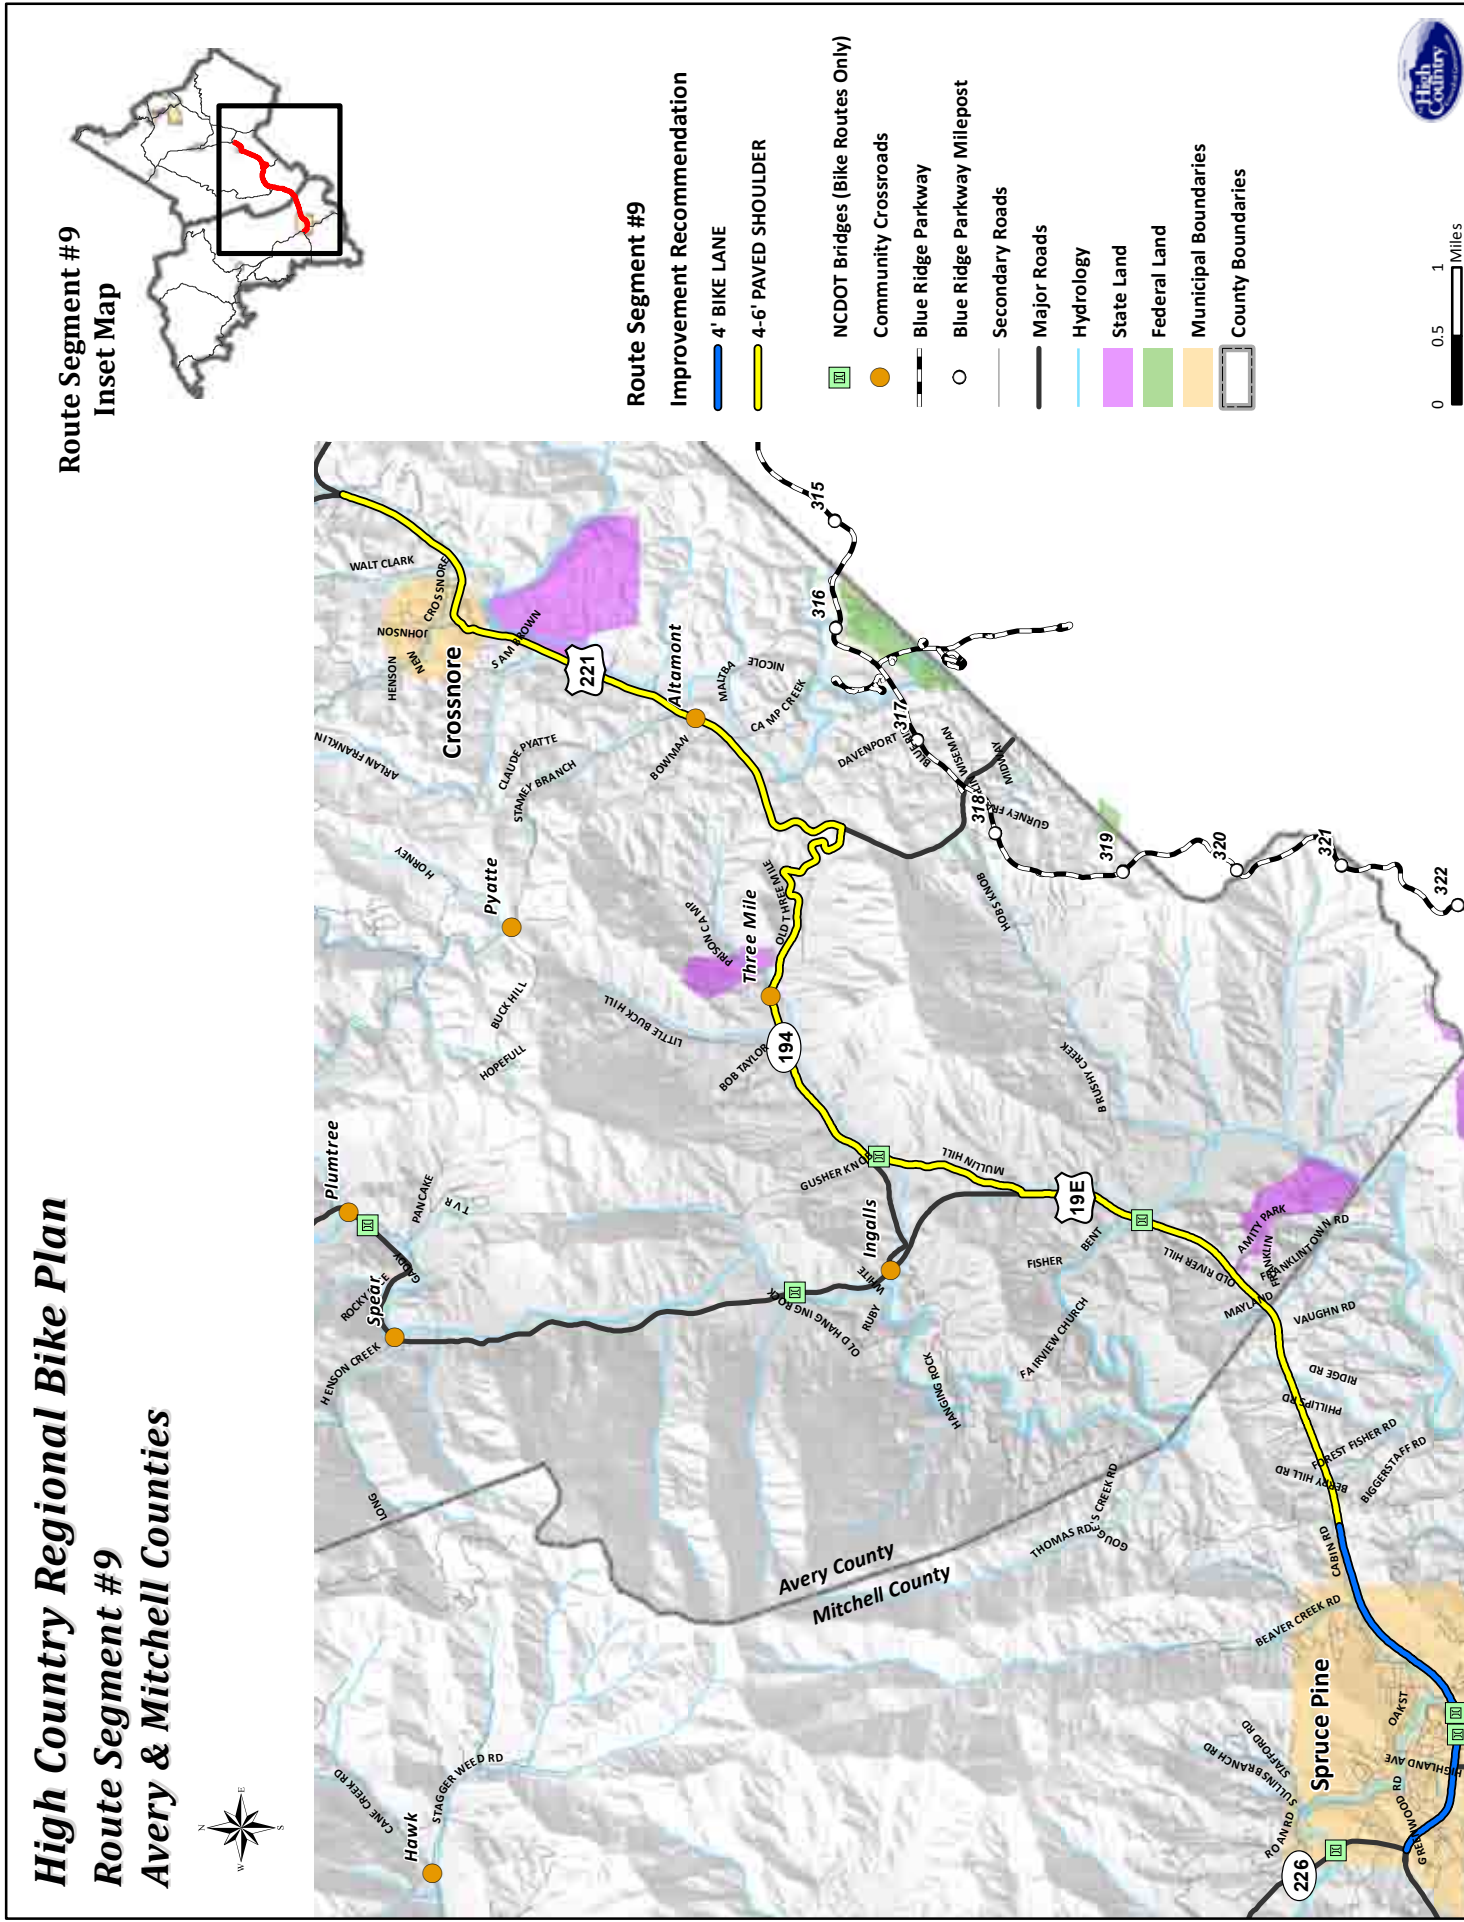 High Country Regional Bike Plan
Route Segment #9
Avery & Mitchell Counties
N
W
E
S
Route Segment #9
Inset Map
Route Segment #9
Improvement Recommendation
4' BIKE LANE
4-6' PAVED SHOULDER
NCDOT Bridges (Bike Routes Only)
Community Crossroads
Blue Ridge Parkway
Blue Ridge Parkway Milepost
Secondary Roads
Major Roads
Hydrology
State Land
Federal Land
Municipal Boundaries
County Boundaries
0
0.5
1
Miles
High
Country
Plumtree
Spear
Hawk
Pyatte
Crossnore
Altamont
Three Mile
Ingalls
Spruce Pine
Avery County
Mitchell County
221
194
19E
226
315
316
317
318
319
320
321
322
WALT CLARK
CROSSNORE
JOHNSON
NEW
HENSON
SAM BROWN
ARLAN FRANKLIN
CLAUDE PYATTE
STAMEY BRANCH
BOWMAN
MALTBA
NICOLE
CAMP CREEK
DAVENPORT
WISEMAN
MIDWAY
HORNEY
PRISON CAMP
OLD THREE MILE
HOBS KNOB
BUCK HILL
HOPEFULL
LITTLE BUCK HILL
BOB TAYLOR
BRUSHY CREEK
PANCAKE
TVR
GADDY
HENSON CREEK
LONG
GUSHER KNOB
MULLIN HILL
WHITE
RUBY
OLD HANGING ROCK
HANGING ROCK
FISHER
BENT
FAIRVIEW CHURCH
OLD RIVER HILL
AMITY PARK
FRANKLIN
FRANKLINTOWN RD
MAYLAND
VAUGHN RD
RIDGE RD
PHILLIPS RD
FOREST FISHER RD
BERRY HILL RD
BIGGERSTAFF RD
THOMAS RD
GOUGE'S CREEK RD
CABIN RD
BEAVER CREEK RD
OAK ST
HIGHLAND AVE
GREENWOOD RD
STAFFORD RD
SULLINS BRANCH RD
ROAN RD
STAGGER WEED RD
CANE CREEK RD